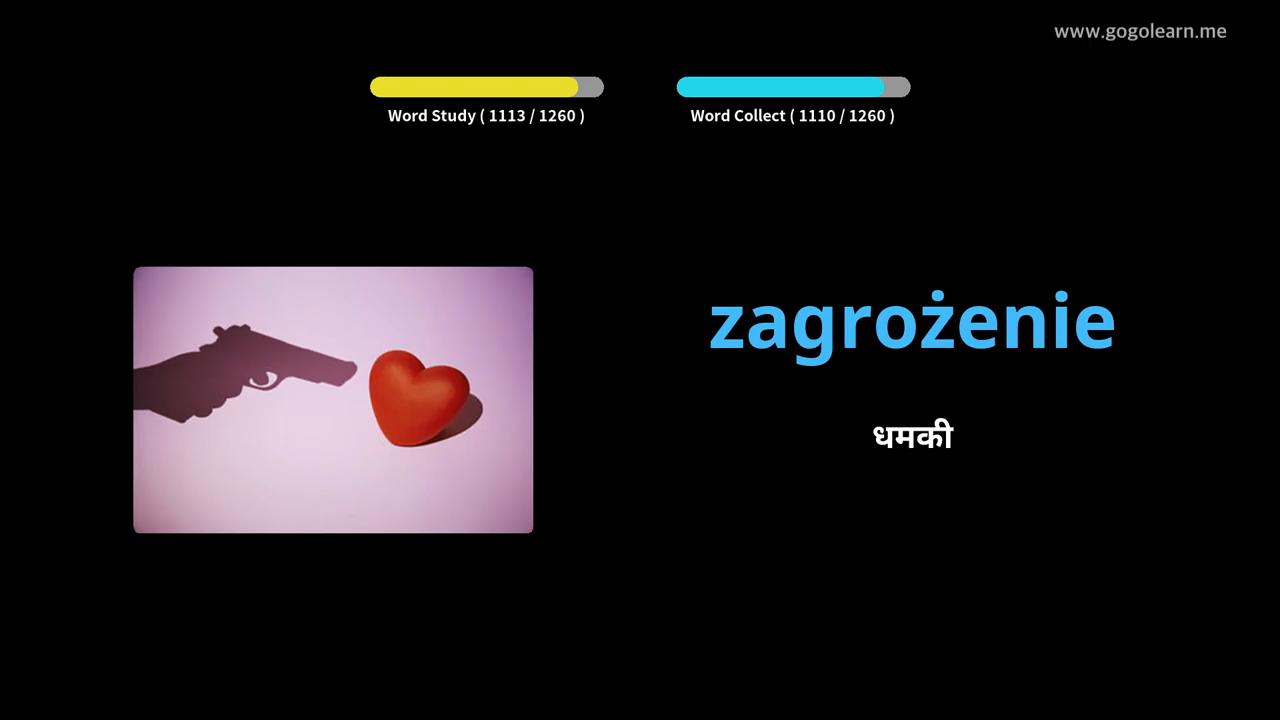 www.gogolearn.me
Word Study ( 1113 / 1260 )
Word Collect ( 1110 / 1260 )
zagrożenie
धमकी